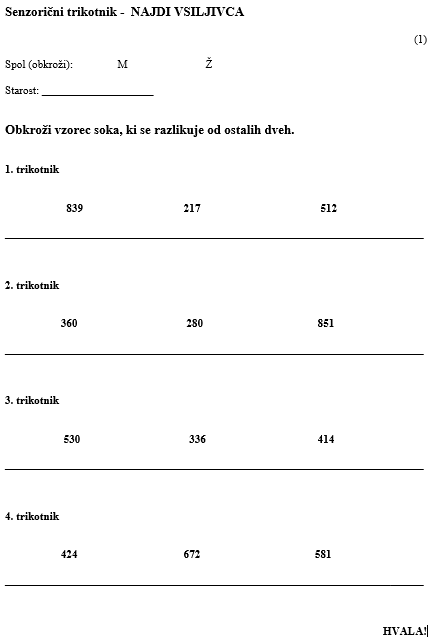 Senzorični trikotnik - NAJDI VSILJIVCA
(1)
Spol (obkroži): M Ž
Starost: ____________________
Obkroži vzorec soka, ki se razlikuje od ostalih dveh.
1. trikotnik
839 217 512
2. trikotnik
360 280 851
3. trikotnik
530 336 414
4. trikotnik
424 672 581
HVALA!